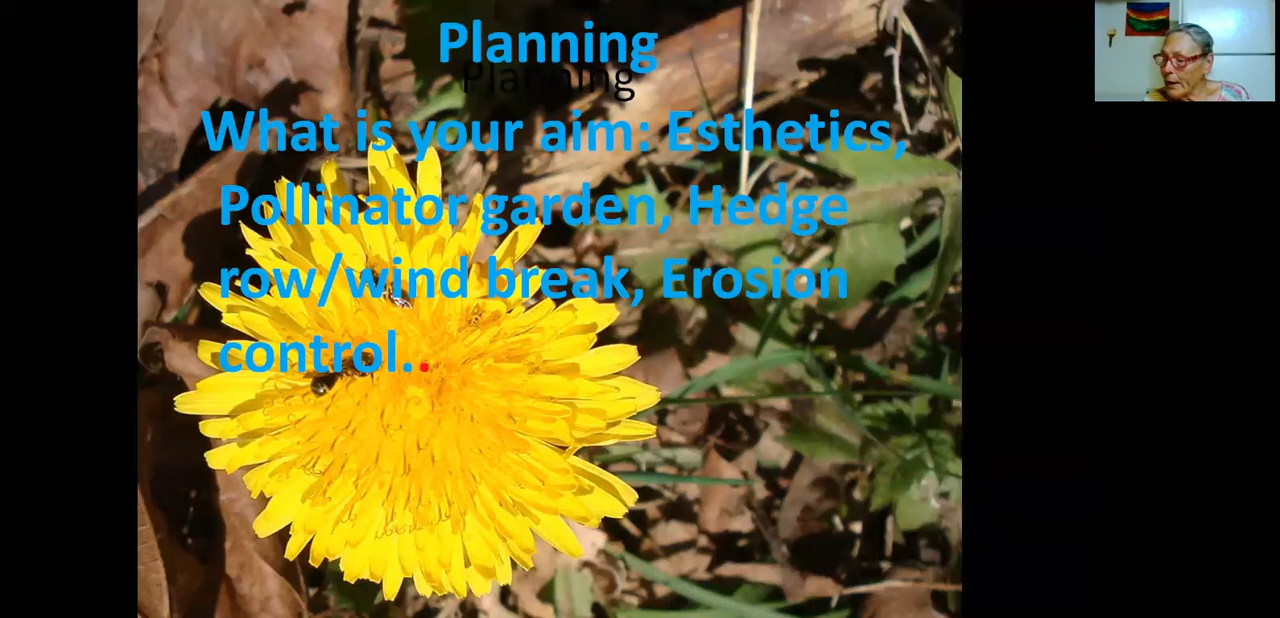 Planning
Planning
What is your aim: Esthetics,
Pollinator garden, Hedge
row/wind break, Erosion
control..